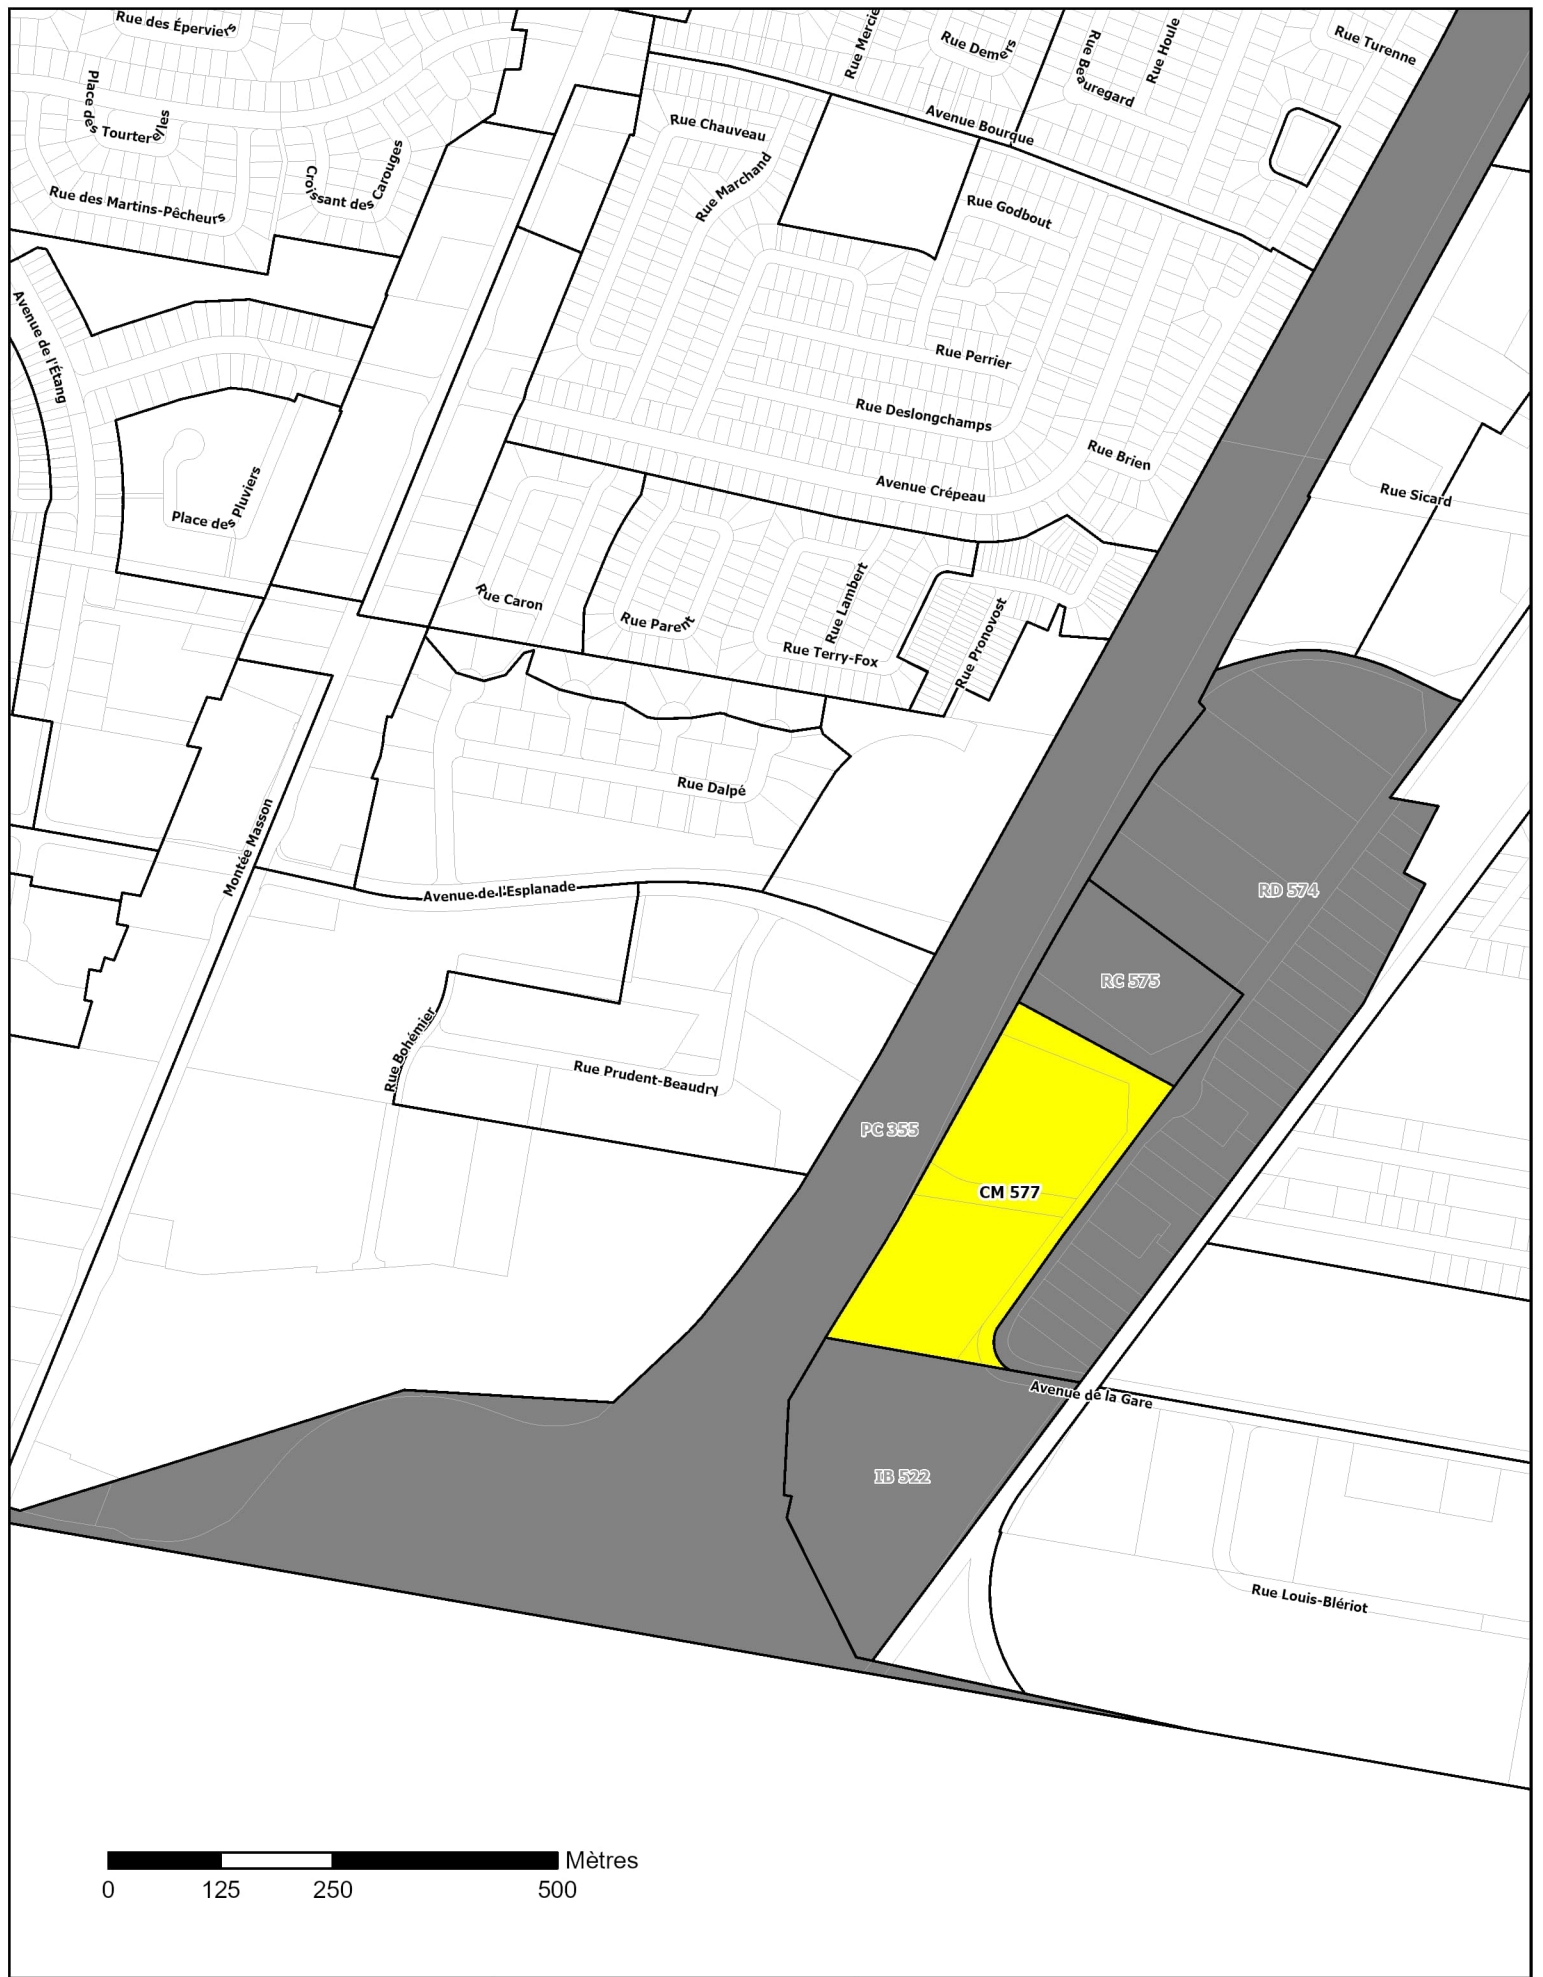 Rue des Éperviers
Rue Mercie
Rue Demers
Rue Beauregard
Rue Houle
Rue Turenne
Place des Tourterelles
Rue Chauveau
Avenue Bourque
Croissant des Carouges
Rue Marchand
Rue des Martins-Pêcheurs
Rue Godbout
Avenue de l'Étang
Rue Perrier
Rue Deslongchamps
Rue Brien
Avenue Crépeau
Rue Sicard
Place des Pluviers
Rue Caron
Rue Parent
Rue Lambert
Rue Terry-Fox
Rue Pronovost
Rue Dalpé
Montée Masson
Avenue de l'Esplanade
RD 574
RC 575
Rue Bohémier
Rue Prudent-Beaudry
PC 355
CM 577
Avenue de la Gare
IB 522
Rue Louis-Blériot
Mètres
0 125 250 500